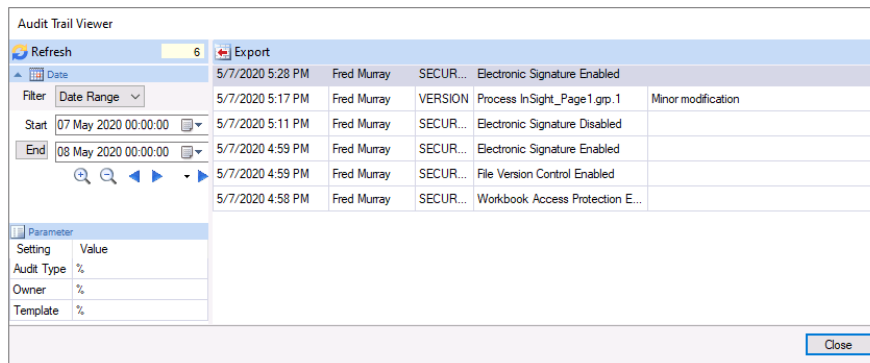 Audit Trail Viewer
Refresh 6 Export
Date
Filter Date Range
Start 07 May 2020 00:00:00
End 08 May 2020 00:00:00
5/7/2020 5:28 PM Fred Murray SECUR... Electronic Signature Enabled
5/7/2020 5:17 PM Fred Murray VERSION Process InSight_Page1.grp.1 Minor modification
5/7/2020 5:11 PM Fred Murray SECUR... Electronic Signature Disabled
5/7/2020 4:59 PM Fred Murray SECUR... Electronic Signature Enabled
5/7/2020 4:59 PM Fred Murray SECUR... File Version Control Enabled
5/7/2020 4:58 PM Fred Murray SECUR... Workbook Access Protection E...
Parameter
Setting Value
Audit Type %
Owner %
Template %
Close